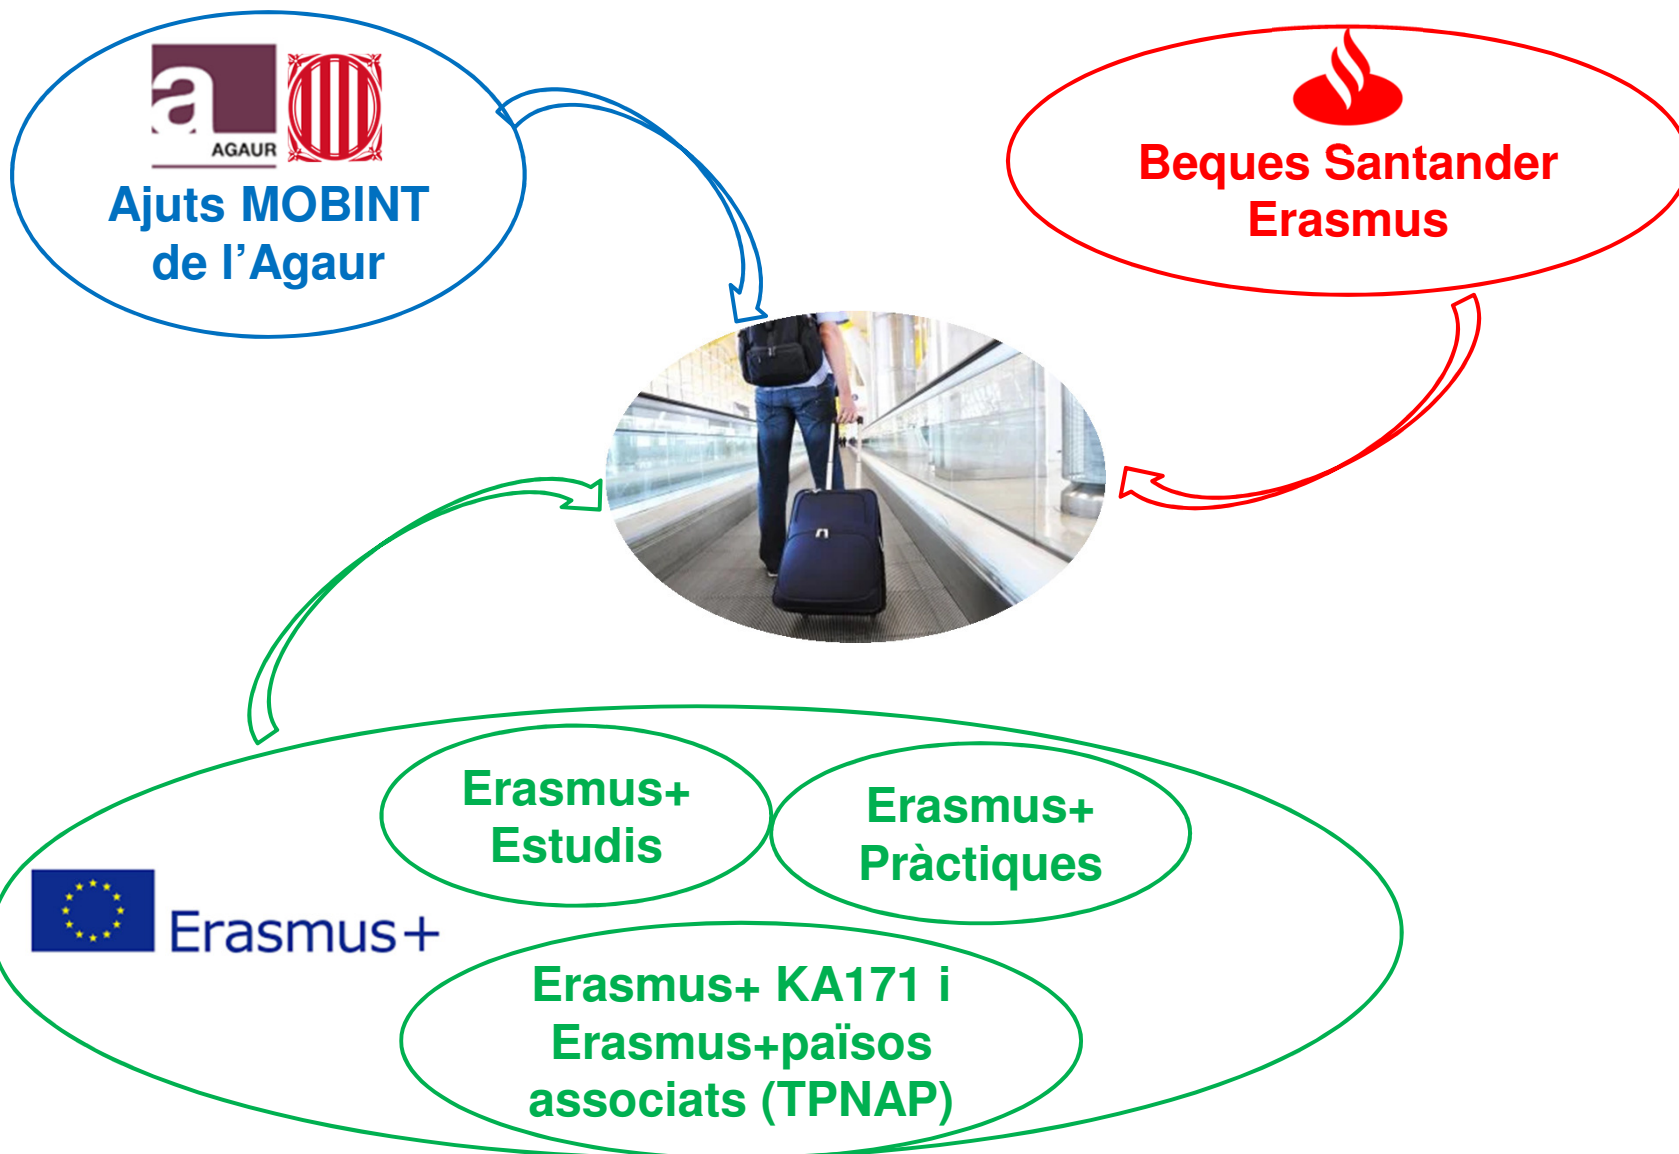 a
AGAUR
Ajuts MOBINT
de l’Agaur
Beques Santander
Erasmus
Erasmus+
Estudis
Erasmus+
Pràctiques
Erasmus+
Erasmus+ KA171 i
Erasmus+països
associats (TPNAP)